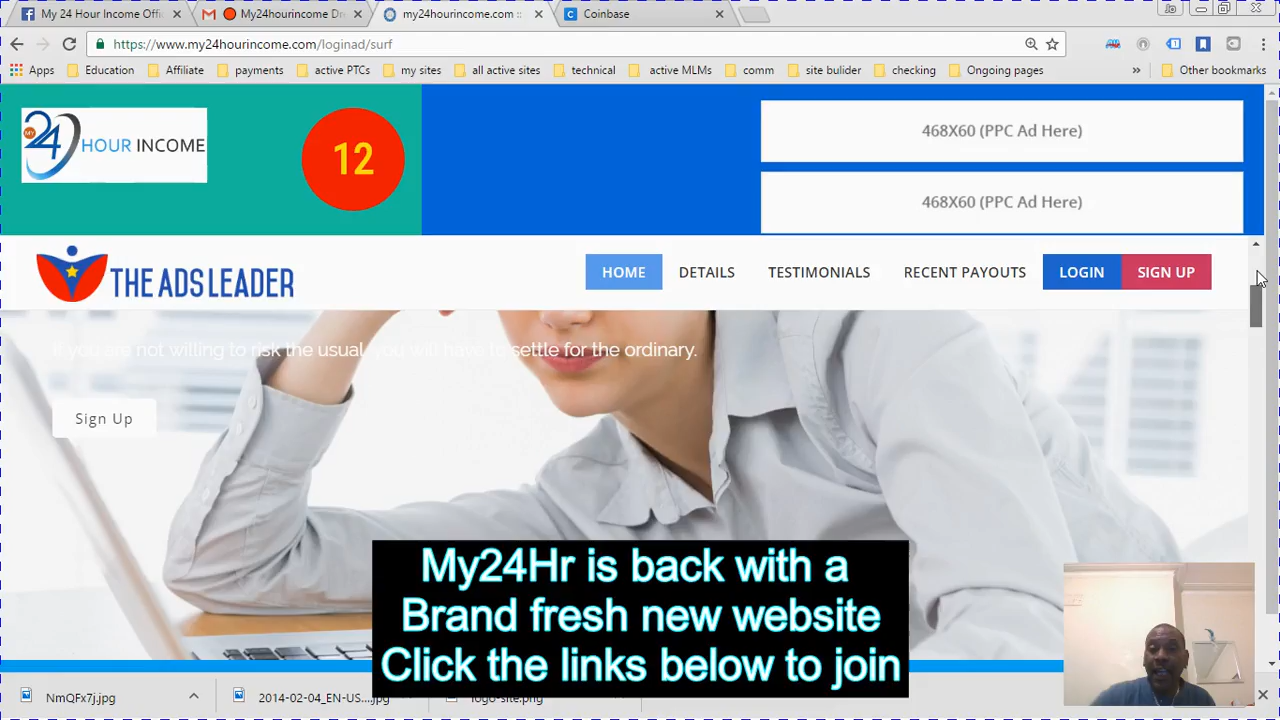 My 24 Hour Income Offi
My24hourincome Dre
my24hourincome.com ::
Coinbase
https://www.my24hourincome.com/loginad/surf
Apps Education Affiliate payments active PTCs my sites all active sites technical active MLMs comm site bulider checking Ongoing pages » Other bookmarks
MY 24 HOUR INCOME
12
468X60 (PPC Ad Here)
468X60 (PPC Ad Here)
THE ADS LEADER
HOME DETAILS TESTIMONIALS RECENT PAYOUTS LOGIN SIGN UP
If you are not willing to risk the usual, you will have to settle for the ordinary.
Sign Up
My24Hr is back with a
Brand fresh new website
Click the links below to join
NmQFx7j.jpg 2014-02-04_EN-US....jpg logo-site.png